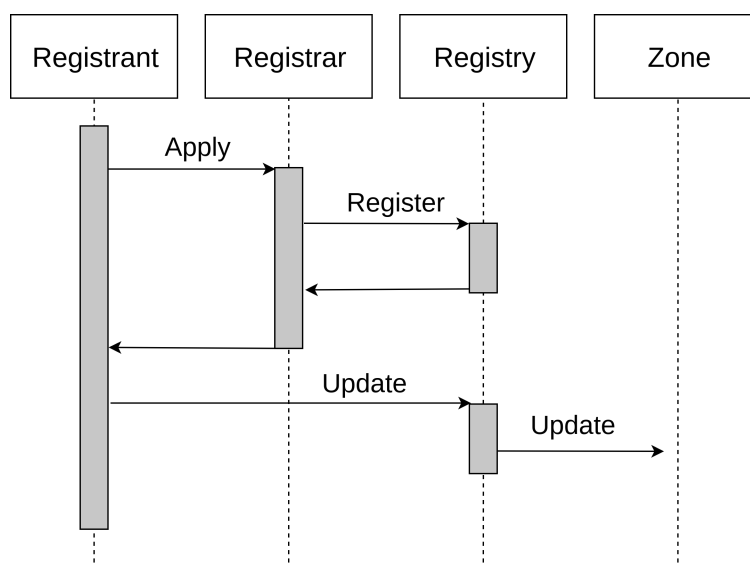 Registrant
Registrar
Registry
Zone
Apply
Register
Update
Update